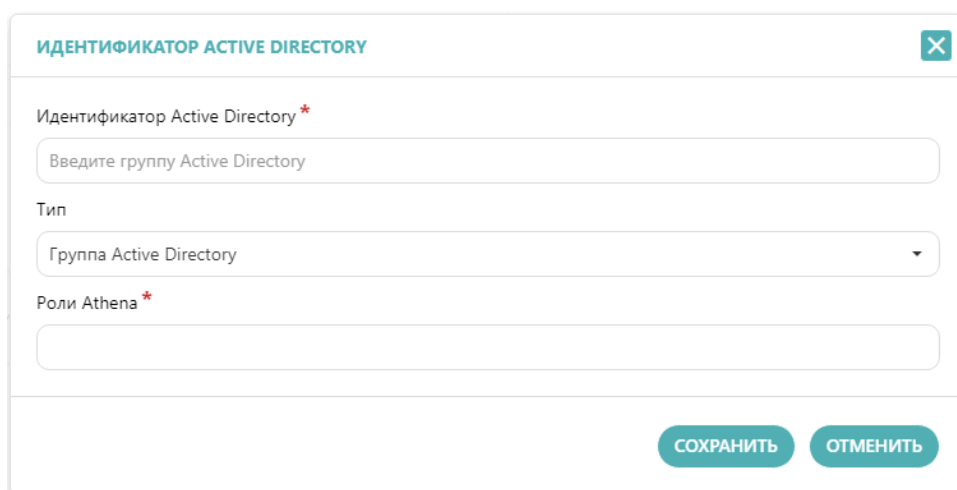 ИДЕНТИФИКАТОР ACTIVE DIRECTORY
Идентификатор Active Directory *
Введите группу Active Directory
Тип
Группа Active Directory
Роли Athena *
СОХРАНИТЬ ОТМЕНИТЬ